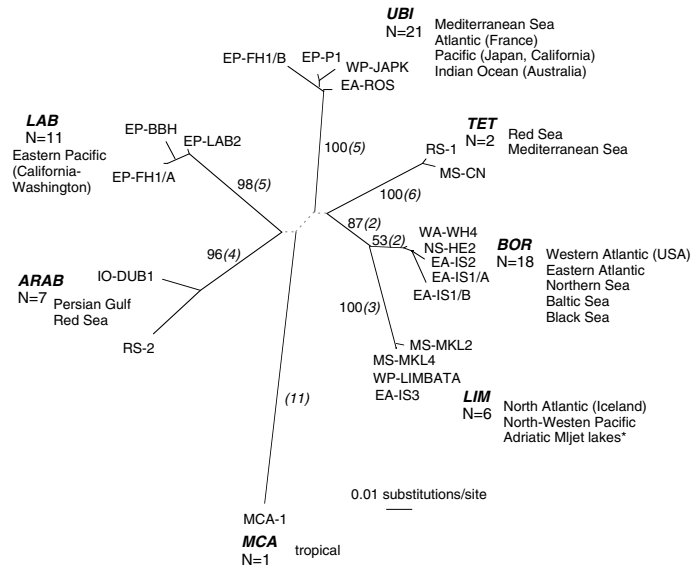 UBI
N=21
Mediterranean Sea
Atlantic (France)
Pacific (Japan, California)
Indian Ocean (Australia)
EP-FH1/B
EP-P1
WP-JAPK
EA-ROS
100(5)
LAB
N=11
Eastern Pacific
(California-
Washington)
EP-BBH
EP-LAB2
EP-FH1/A
98(5)
TET
N=2
Red Sea
Mediterranean Sea
RS-1
MS-CN
100(6)
87(2)
53(2)
WA-WH4
NS-HE2
EA-IS2
EA-IS1/A
EA-IS1/B
BOR
N=18
Western Atlantic (USA)
Eastern Atlantic
Northern Sea
Baltic Sea
Black Sea
96(4)
IO-DUB1
ARAB
N=7
Persian Gulf
Red Sea
RS-2
100(3)
MS-MKL2
MS-MKL4
WP-LIMBATA
EA-IS3
LIM
N=6
North Atlantic (Iceland)
North-Westen Pacific
Adriatic Mljet lakes*
(11)
0.01 substitutions/site
MCA-1
MCA
N=1
tropical